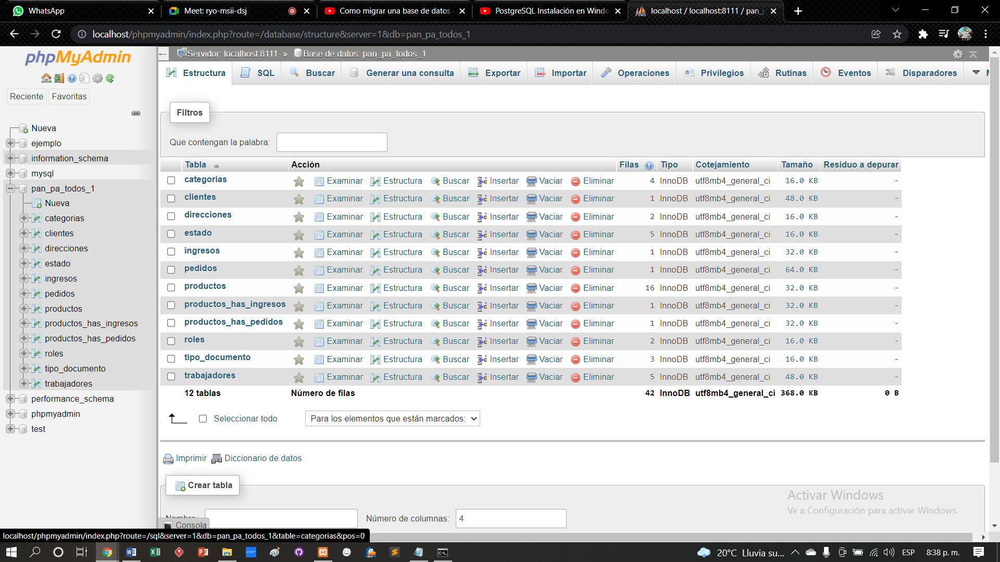 WhatsApp
Meet: ryo-msii-dsj
Como migrar una base de datos
PostgreSQL Instalación en Windo
localhost / localhost:8111 / pan_p
localhost/phpmyadmin/index.php?route=/database/structure&server=1&db=pan_pa_todos_1
phpMyAdmin
Reciente
Favoritas
Nueva
ejemplo
information_schema
mysql
pan_pa_todos_1
Nueva
categorias
clientes
direcciones
estado
ingresos
pedidos
productos
productos_has_ingresos
productos_has_pedidos
roles
tipo_documento
trabajadores
performance_schema
phpmyadmin
test
Servidor: localhost:8111 » Base de datos: pan_pa_todos_1
Estructura SQL Buscar Generar una consulta Exportar Importar Operaciones Privilegios Rutinas Eventos Disparadores
Filtros
Que contengan la palabra:
Tabla Acción Filas Tipo Cotejamiento Tamaño Residuo a depurar
categorias Examinar Estructura Buscar Insertar Vaciar Eliminar 4 InnoDB utf8mb4_general_ci 16.0 KB -
clientes Examinar Estructura Buscar Insertar Vaciar Eliminar 1 InnoDB utf8mb4_general_ci 48.0 KB -
direcciones Examinar Estructura Buscar Insertar Vaciar Eliminar 2 InnoDB utf8mb4_general_ci 16.0 KB -
estado Examinar Estructura Buscar Insertar Vaciar Eliminar 5 InnoDB utf8mb4_general_ci 16.0 KB -
ingresos Examinar Estructura Buscar Insertar Vaciar Eliminar 1 InnoDB utf8mb4_general_ci 32.0 KB -
pedidos Examinar Estructura Buscar Insertar Vaciar Eliminar 1 InnoDB utf8mb4_general_ci 64.0 KB -
productos Examinar Estructura Buscar Insertar Vaciar Eliminar 16 InnoDB utf8mb4_general_ci 32.0 KB -
productos_has_ingresos Examinar Estructura Buscar Insertar Vaciar Eliminar 1 InnoDB utf8mb4_general_ci 32.0 KB -
productos_has_pedidos Examinar Estructura Buscar Insertar Vaciar Eliminar 1 InnoDB utf8mb4_general_ci 32.0 KB -
roles Examinar Estructura Buscar Insertar Vaciar Eliminar 2 InnoDB utf8mb4_general_ci 16.0 KB -
tipo_documento Examinar Estructura Buscar Insertar Vaciar Eliminar 3 InnoDB utf8mb4_general_ci 16.0 KB -
trabajadores Examinar Estructura Buscar Insertar Vaciar Eliminar 5 InnoDB utf8mb4_general_ci 48.0 KB -
12 tablas Número de filas 42 InnoDB utf8mb4_general_ci 368.0 KB 0 B
Seleccionar todo
Para los elementos que están marcados:
Imprimir Diccionario de datos
Crear tabla
Nombre:
Número de columnas: 4
Consola
Activar Windows
Ve a Configuración para activar Windows.
localhost/phpmyadmin/index.php?route=/sql&server=1&db=pan_pa_todos_1&table=categorias&pos=0
20°C Lluvia su...
ESP
8:38 p. m.